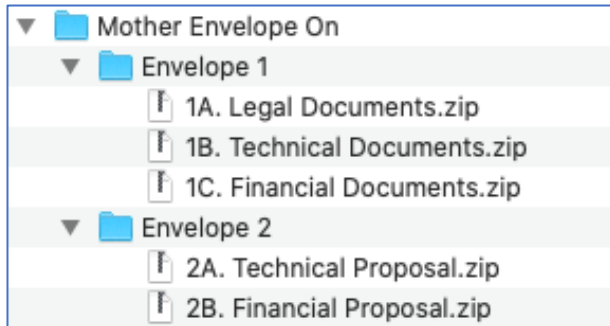 Mother Envelope On
Envelope 1
1A. Legal Documents.zip
1B. Technical Documents.zip
1C. Financial Documents.zip
Envelope 2
2A. Technical Proposal.zip
2B. Financial Proposal.zip